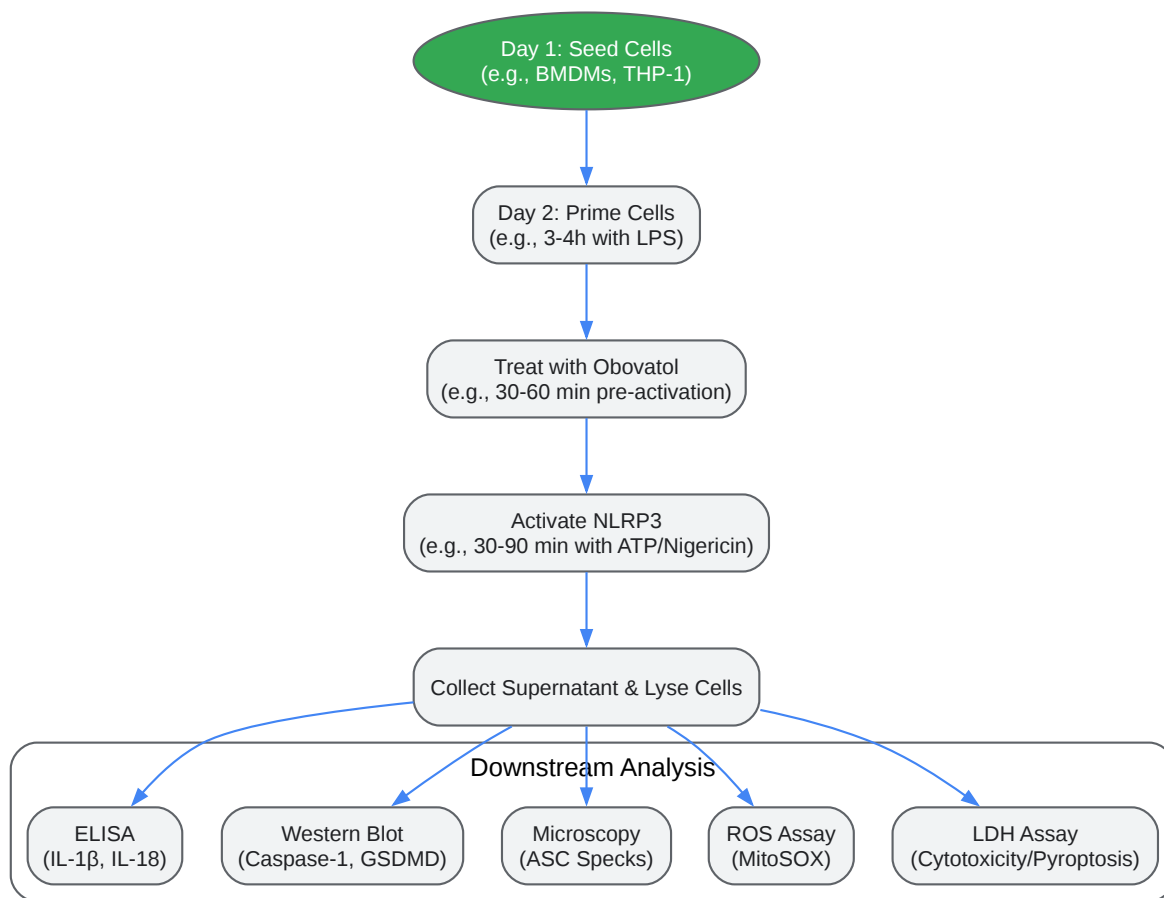 Day 1: Seed Cells
(e.g., BMDMs, THP-1)
Day 2: Prime Cells
(e.g., 3-4h with LPS)
Treat with Obovatol
(e.g., 30-60 min pre-activation)
Activate NLRP3
(e.g., 30-90 min with ATP/Nigericin)
Collect Supernatant & Lyse Cells
Downstream Analysis
ELISA
(IL-1β, IL-18)
Western Blot
(Caspase-1, GSDMD)
Microscopy
(ASC Specks)
ROS Assay
(MitoSOX)
LDH Assay
(Cytotoxicity/Pyroptosis)